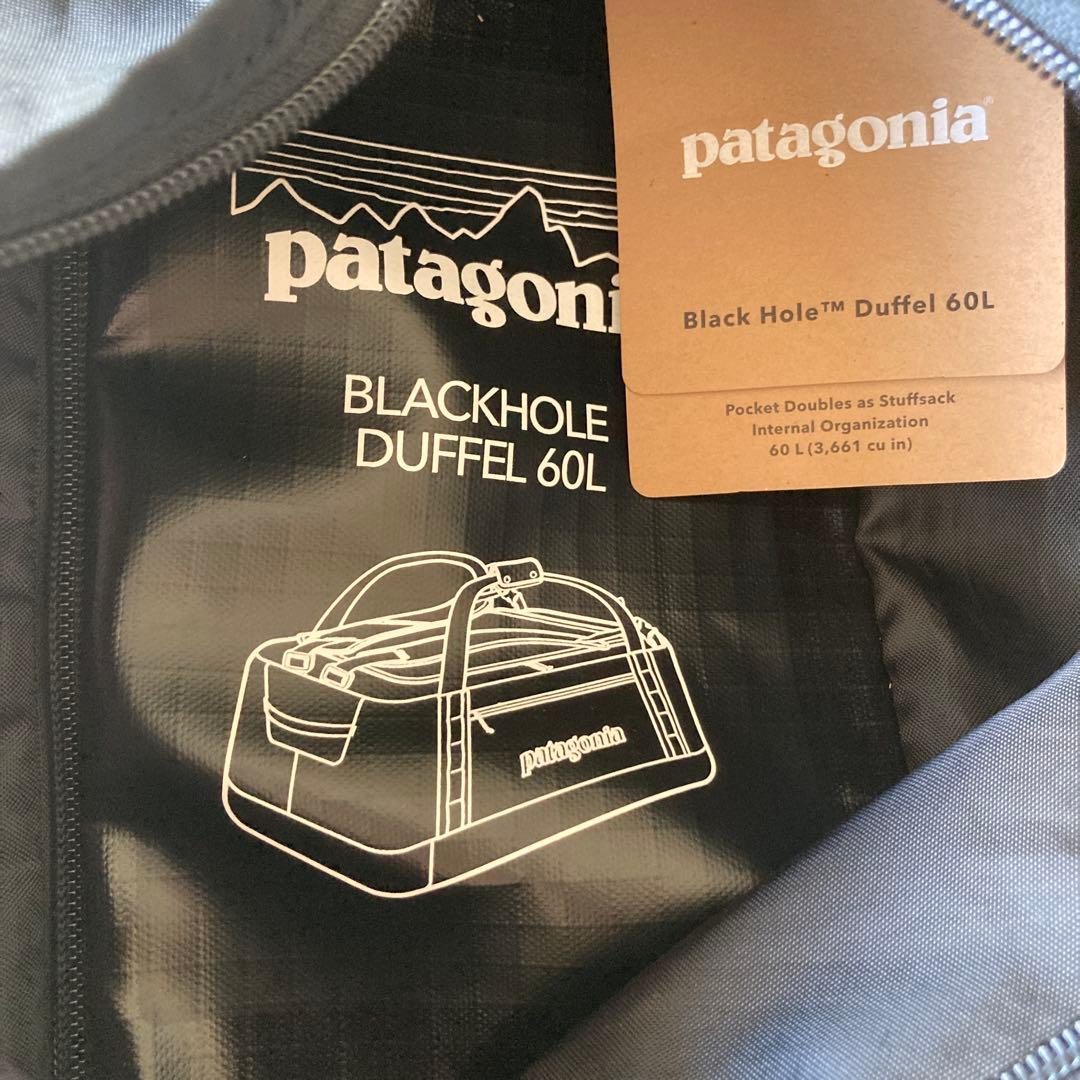 patagonia®
Black Hole™ Duffel 60L
Pocket Doubles as Stuffsack
Internal Organization
60 L (3,661 cu in)
patagoni
BLACKHOLE
DUFFEL 60L
patagonia